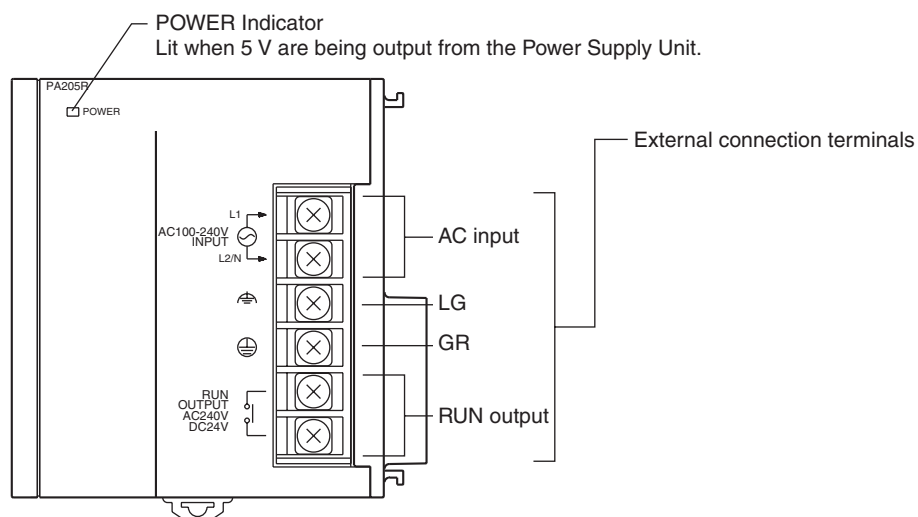 POWER Indicator
Lit when 5 V are being output from the Power Supply Unit.
PA205R
POWER
External connection terminals
L1
AC100-240V
INPUT
L2/N
AC input
LG
GR
RUN
OUTPUT
AC240V
DC24V
RUN output